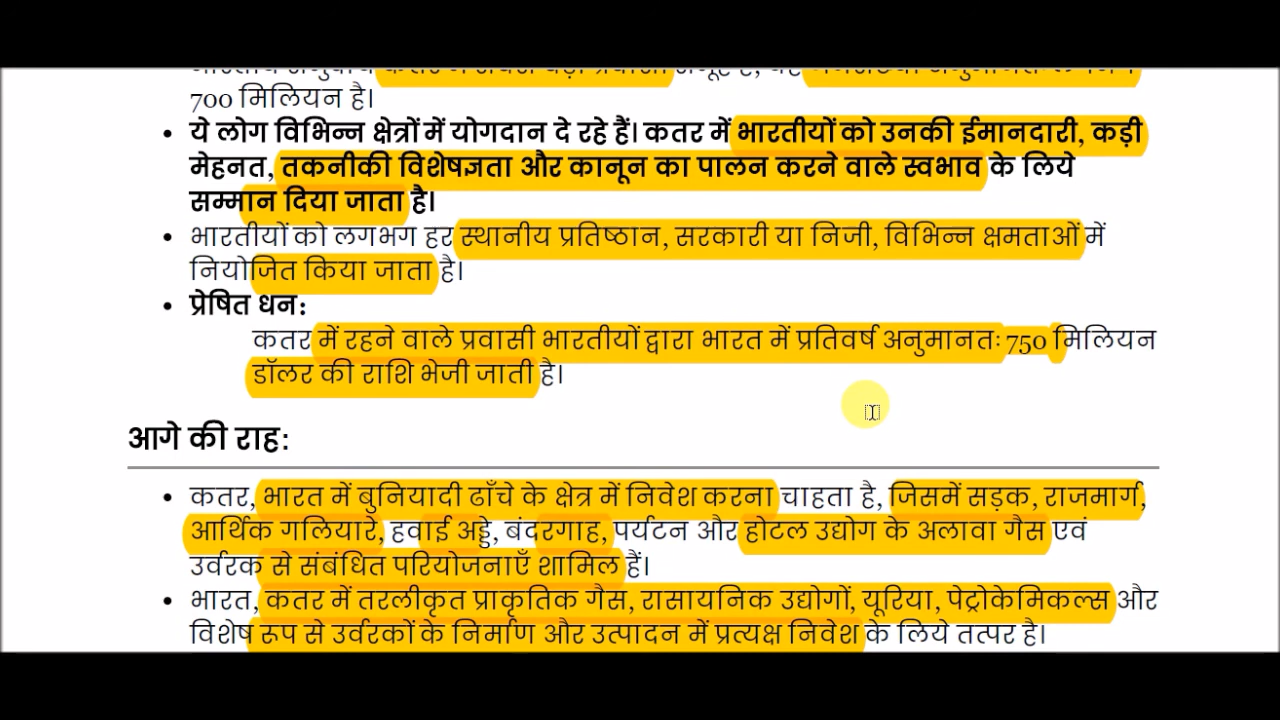 700 मिलियन है।
• ये लोग विभिन्न क्षेत्रों में योगदान दे रहे हैं। कतर में भारतीयों को उनकी ईमानदारी, कड़ी
मेहनत, तकनीकी विशेषज्ञता और कानून का पालन करने वाले स्वभाव के लिये
सम्मान दिया जाता है।
• भारतीयों को लगभग हर स्थानीय प्रतिष्ठान, सरकारी या निजी, विभिन्न क्षमताओं में
नियोजित किया जाता है।
• प्रेषित धन:
कतर में रहने वाले प्रवासी भारतीयों द्वारा भारत में प्रतिवर्ष अनुमानतः 750 मिलियन
डॉलर की राशि भेजी जाती है।
आगे की राह:
• कतर, भारत में बुनियादी ढाँचे के क्षेत्र में निवेश करना चाहता है, जिसमें सड़क, राजमार्ग,
आर्थिक गलियारे, हवाई अड्डे, बंदरगाह, पर्यटन और होटल उद्योग के अलावा गैस एवं
उर्वरक से संबंधित परियोजनाएँ शामिल हैं।
• भारत, कतर में तरलीकृत प्राकृतिक गैस, रासायनिक उद्योगों, यूरिया, पेट्रोकेमिकल्स और
विशेष रूप से उर्वरकों के निर्माण और उत्पादन में प्रत्यक्ष निवेश के लिये तत्पर है।